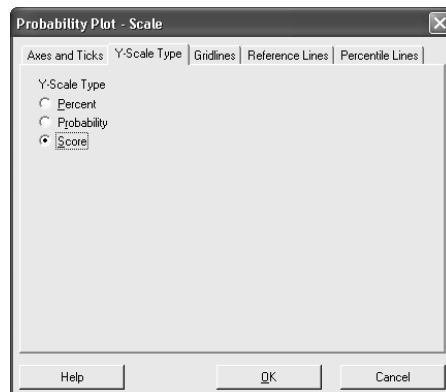 Probability Plot - Scale
Axes and Ticks Y-Scale Type Gridlines Reference Lines Percentile Lines
Y-Scale Type
Percent
Probability
Score
Help OK Cancel